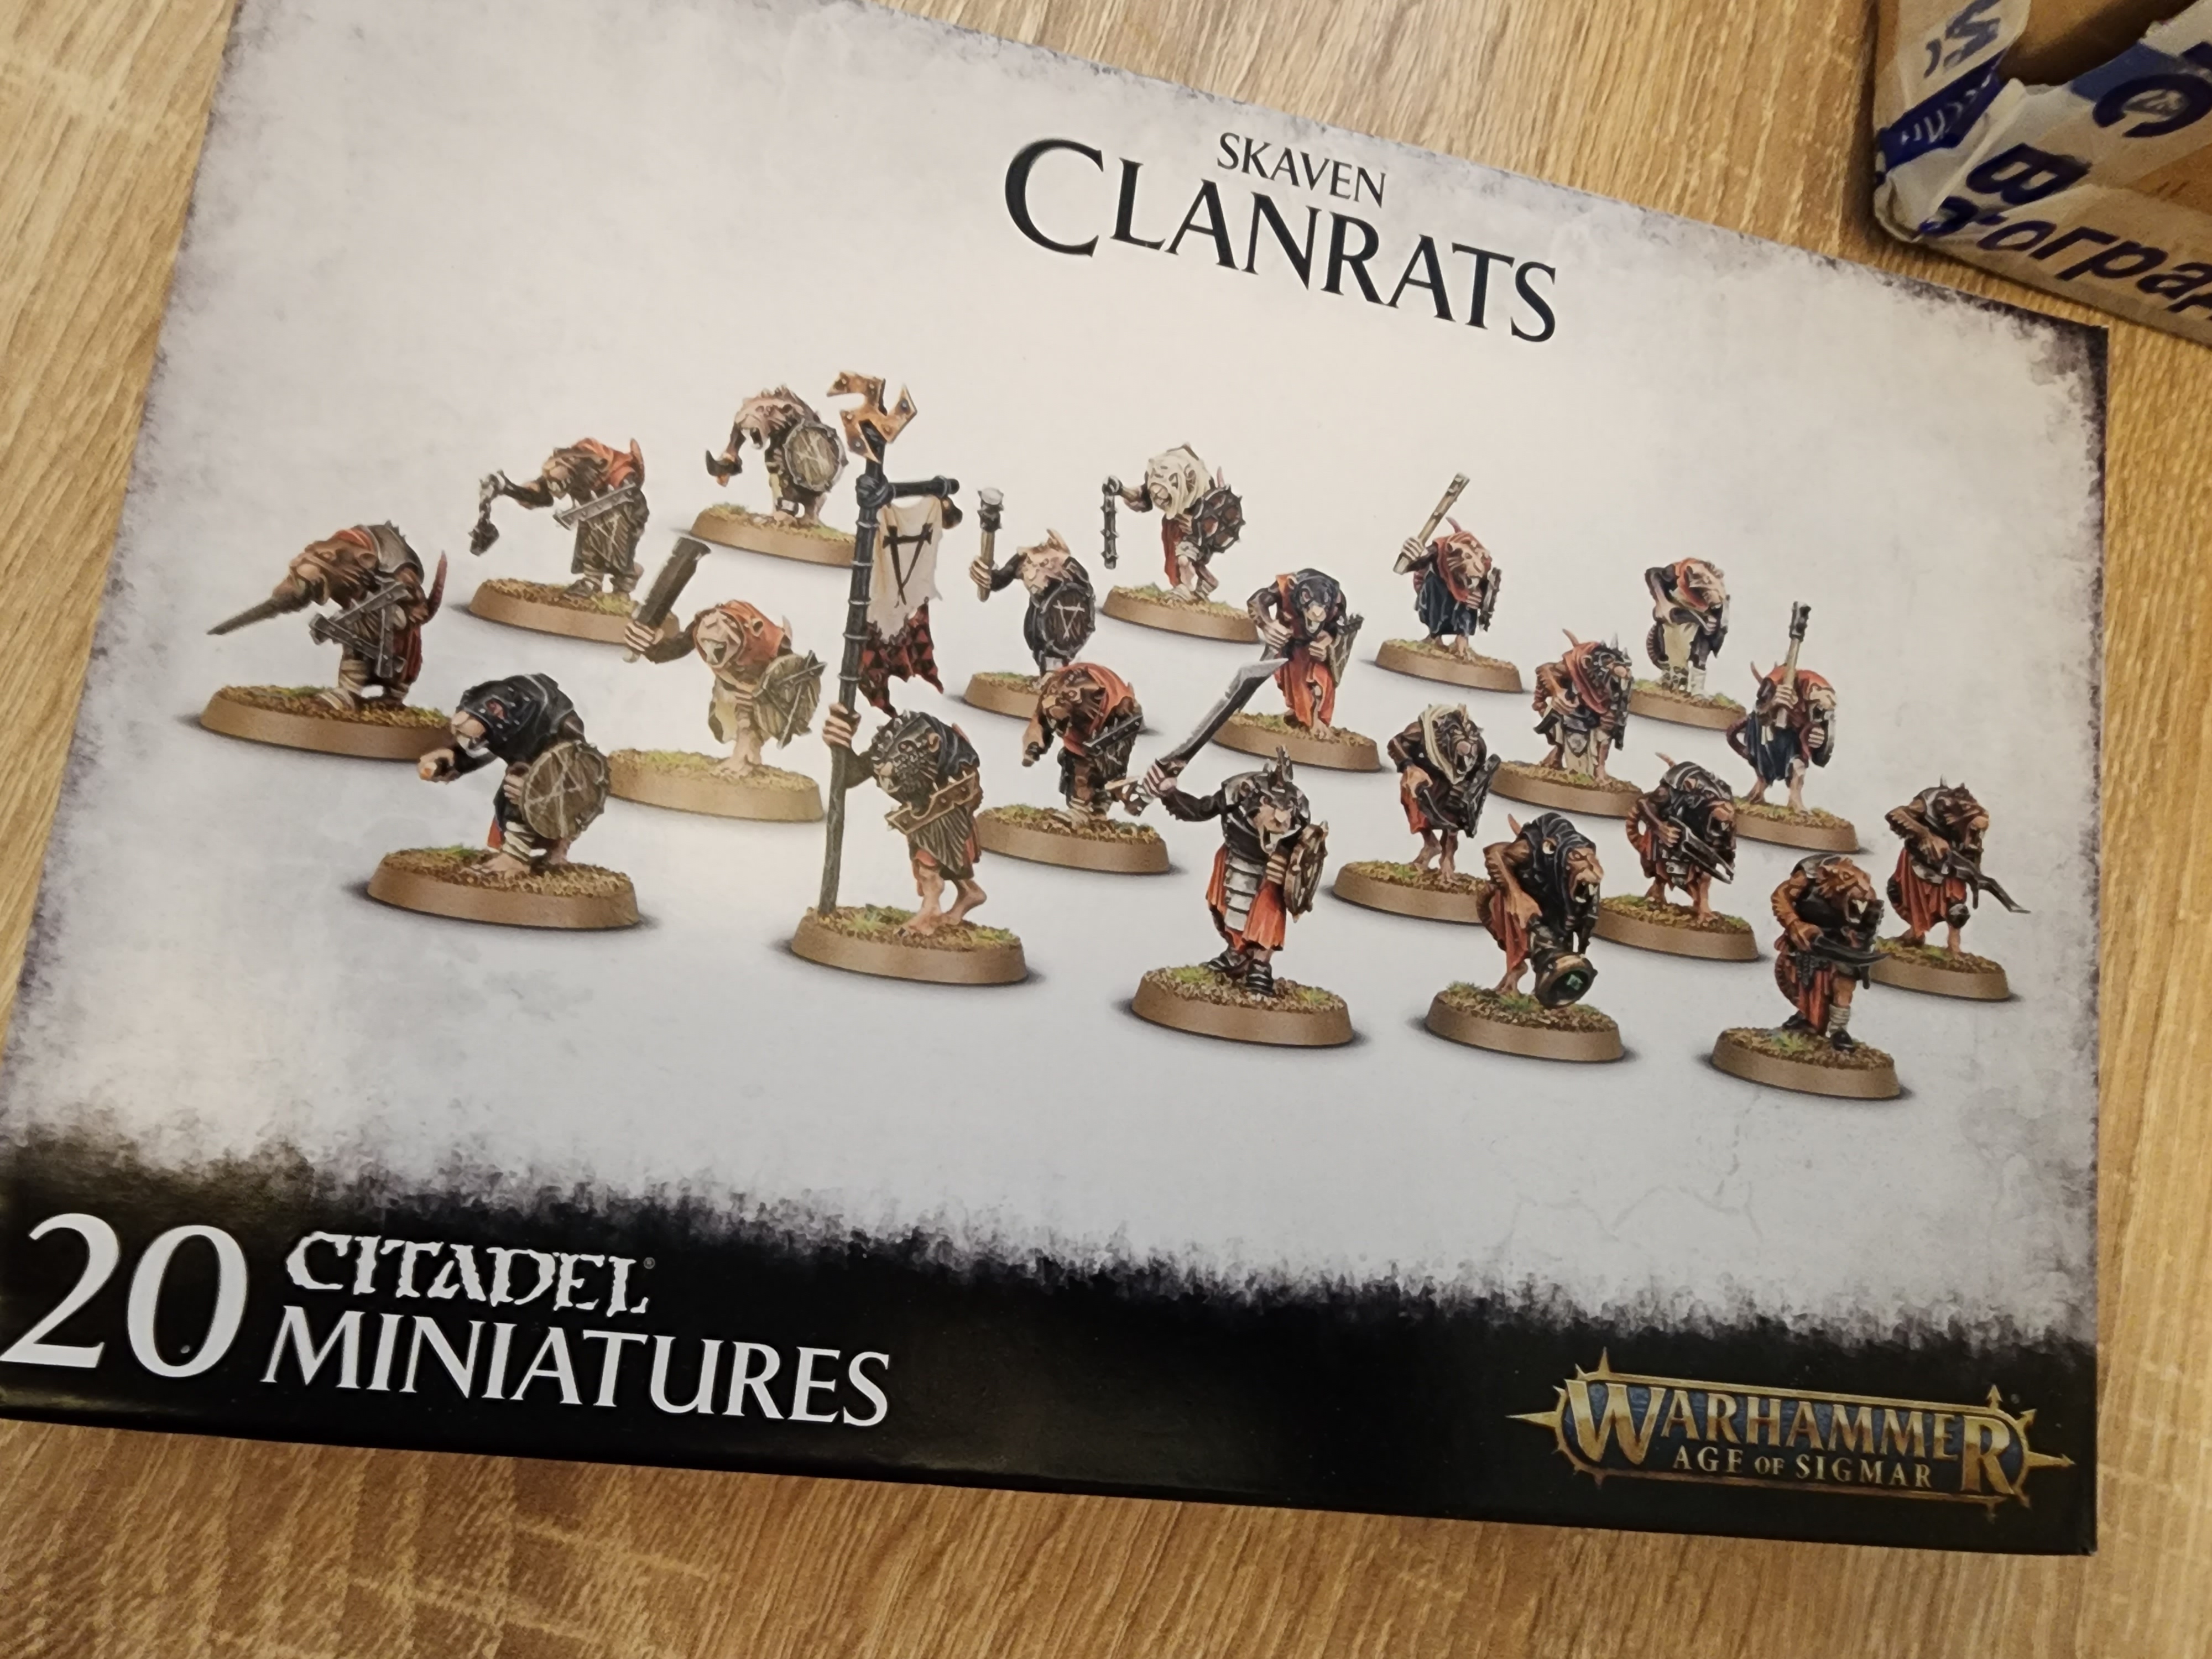 SKAVEN
CLANRATS
20 CITADEL®
MINIATURES
WARHAMMER
AGE OF SIGMAR
В